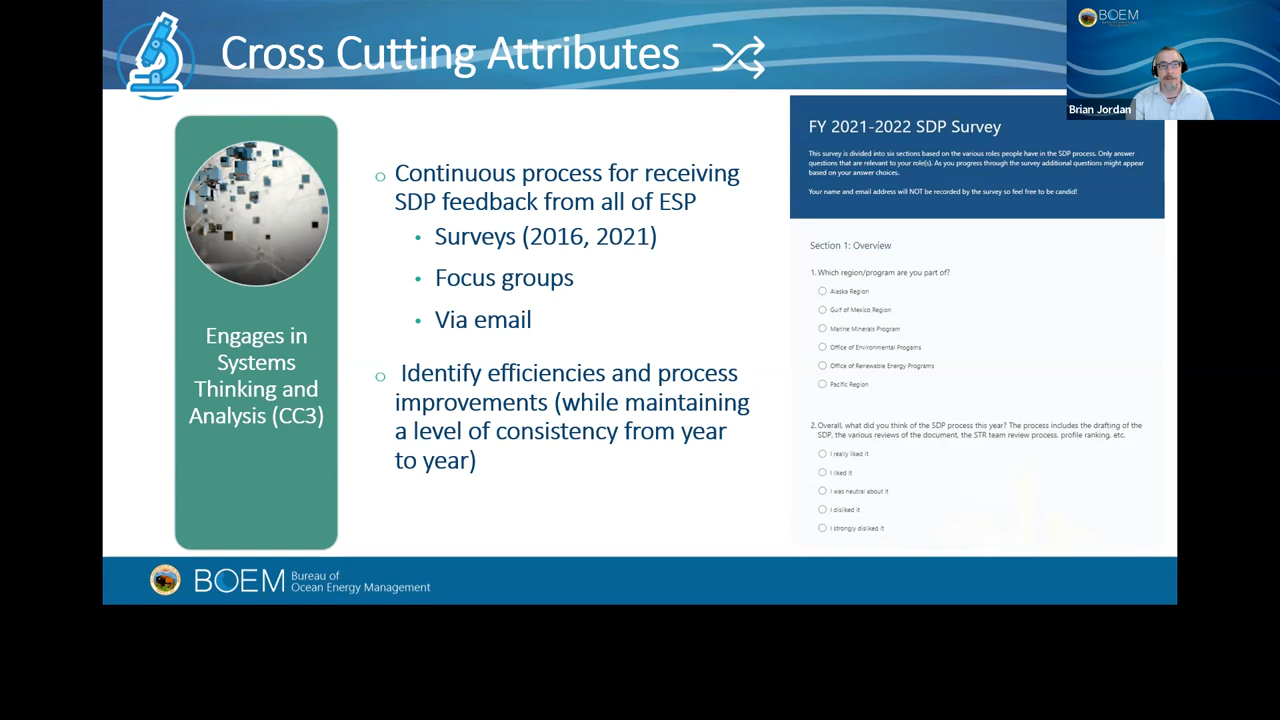 Cross Cutting Attributes
BOEM
Brian Jordan
Engages in
Systems
Thinking and
Analysis (CC3)
o Continuous process for receiving
SDP feedback from all of ESP
• Surveys (2016, 2021)
• Focus groups
• Via email
o Identify efficiencies and process
improvements (while maintaining
a level of consistency from year
to year)
FY 2021-2022 SDP Survey
This survey is divided into six sections based on the various roles people have in the SDP process. Only answer
questions that are relevant to your role(s). As you progress through the survey additional questions might appear
based on your answer choices.
Your name and email address will NOT be recorded by the survey so feel free to be candid!
Section 1: Overview
1. Which region/program are you part of?
Alaska Region
Gulf of Mexico Region
Marine Minerals Program
Office of Environmental Progams
Office of Renewable Energy Programs
Pacific Region
2. Overall, what did you think of the SDP process this year? The process includes the drafting of the
SDP, the various reviews of the document, the STR team review process, profile ranking, etc.
I really liked it
I liked it
I was neutral about it
I disliked it
I strongly disliked it
BOEM
Bureau of
Ocean Energy Management